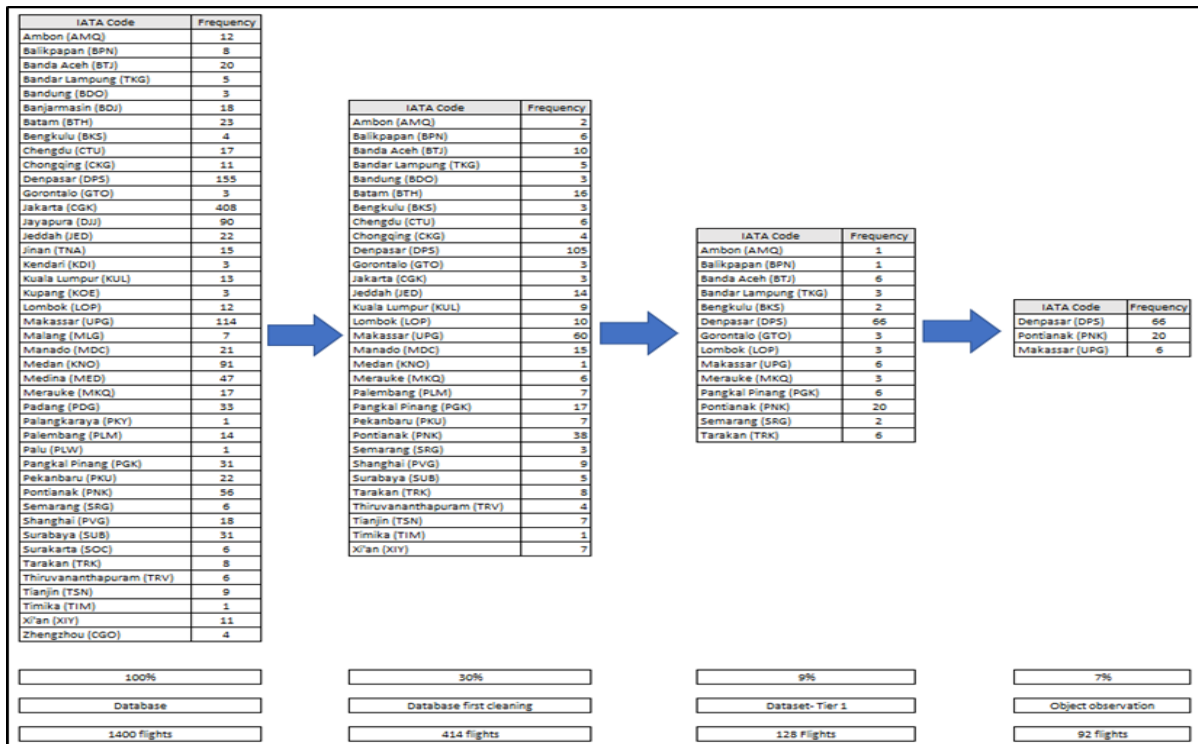 IATA Code Frequency
Ambon (AMQ) 12
Balikpapan (BPN) 8
Banda Aceh (BTJ) 20
Bandar Lampung (TKG) 5
Bandung (BDO) 3
Banjarmasin (BDJ) 18
Batam (BTH) 23
Bengkulu (BKS) 4
Chengdu (CTU) 17
Chongqing (CKG) 11
Denpasar (DPS) 155
Gorontalo (GTO) 3
Jakarta (CGK) 408
Jayapura (DJJ) 90
Jeddah (JED) 22
Jinan (TNA) 15
Kendari (KDI) 3
Kuala Lumpur (KUL) 13
Kupang (KOE) 3
Lombok (LOP) 12
Makassar (UPG) 114
Malang (MLG) 7
Manado (MDC) 21
Medan (KNO) 91
Medina (MED) 47
Merauke (MKQ) 17
Padang (PDG) 33
Palangkaraya (PKY) 1
Palembang (PLM) 14
Palu (PLW) 1
Pangkal Pinang (PGK) 31
Pekanbaru (PKU) 22
Pontianak (PNK) 56
Semarang (SRG) 6
Shanghai (PVG) 18
Surabaya (SUB) 31
Surakarta (SOC) 6
Tarakan (TRK) 8
Thiruvananthapuram (TRV) 6
Tianjin (TSN) 9
Timika (TIM) 1
Xi'an (XIY) 11
Zhengzhou (CGO) 4
100%
Database
1400 flights
IATA Code Frequency
Ambon (AMQ) 2
Balikpapan (BPN) 6
Banda Aceh (BTJ) 10
Bandar Lampung (TKG) 5
Bandung (BDO) 3
Batam (BTH) 16
Bengkulu (BKS) 3
Chengdu (CTU) 6
Chongqing (CKG) 4
Denpasar (DPS) 105
Gorontalo (GTO) 3
Jakarta (CGK) 3
Jeddah (JED) 14
Kuala Lumpur (KUL) 9
Lombok (LOP) 10
Makassar (UPG) 60
Manado (MDC) 15
Medan (KNO) 1
Merauke (MKQ) 6
Palembang (PLM) 7
Pangkal Pinang (PGK) 17
Pekanbaru (PKU) 7
Pontianak (PNK) 38
Semarang (SRG) 3
Shanghai (PVG) 9
Surabaya (SUB) 5
Tarakan (TRK) 8
Thiruvananthapuram (TRV) 4
Tianjin (TSN) 7
Timika (TIM) 1
Xi'an (XIY) 7
30%
Database first cleaning
414 flights
IATA Code Frequency
Ambon (AMQ) 1
Balikpapan (BPN) 1
Banda Aceh (BTJ) 6
Bandar Lampung (TKG) 3
Bengkulu (BKS) 2
Denpasar (DPS) 66
Gorontalo (GTO) 3
Lombok (LOP) 3
Makassar (UPG) 6
Merauke (MKQ) 3
Pangkal Pinang (PGK) 6
Pontianak (PNK) 20
Semarang (SRG) 2
Tarakan (TRK) 6
9%
Dataset- Tier 1
128 Flights
IATA Code Frequency
Denpasar (DPS) 66
Pontianak (PNK) 20
Makassar (UPG) 6
7%
Object observation
92 flights